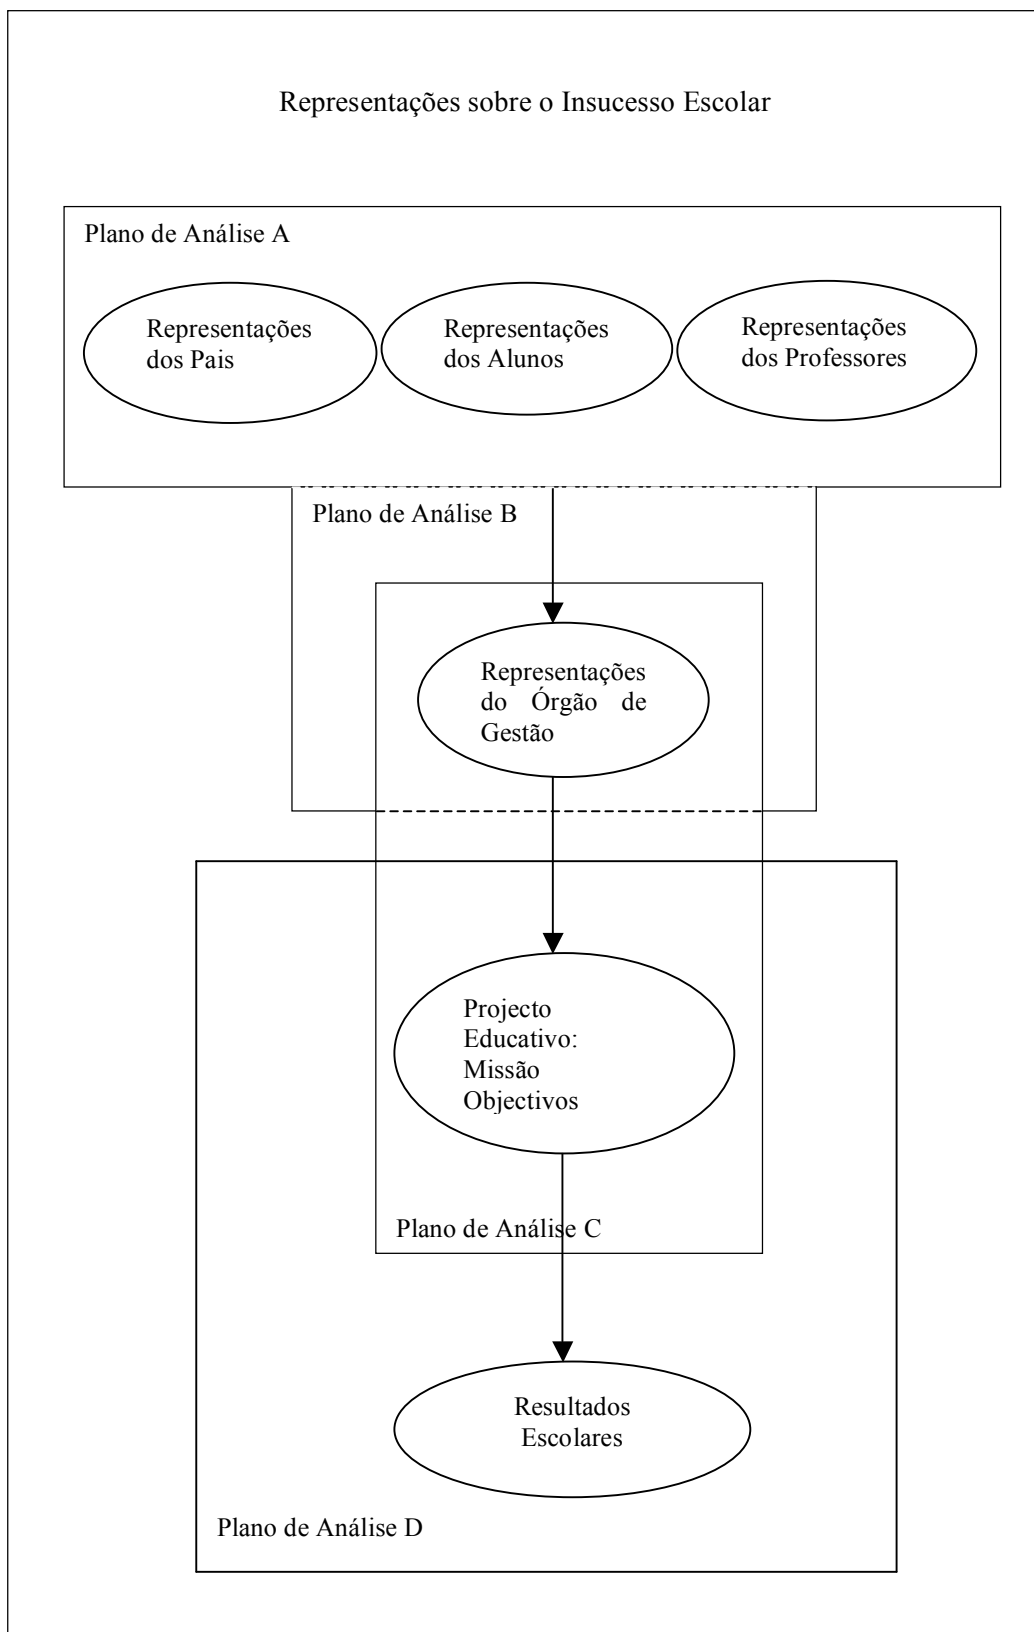 Representações sobre o Insucesso Escolar
Plano de Análise A
Representações
dos Pais
Representações
dos Alunos
Representações
dos Professores
Plano de Análise B
Representações
do Órgão de
Gestão
Projecto
Educativo:
Missão
Objectivos
Plano de Análise C
Resultados
Escolares
Plano de Análise D